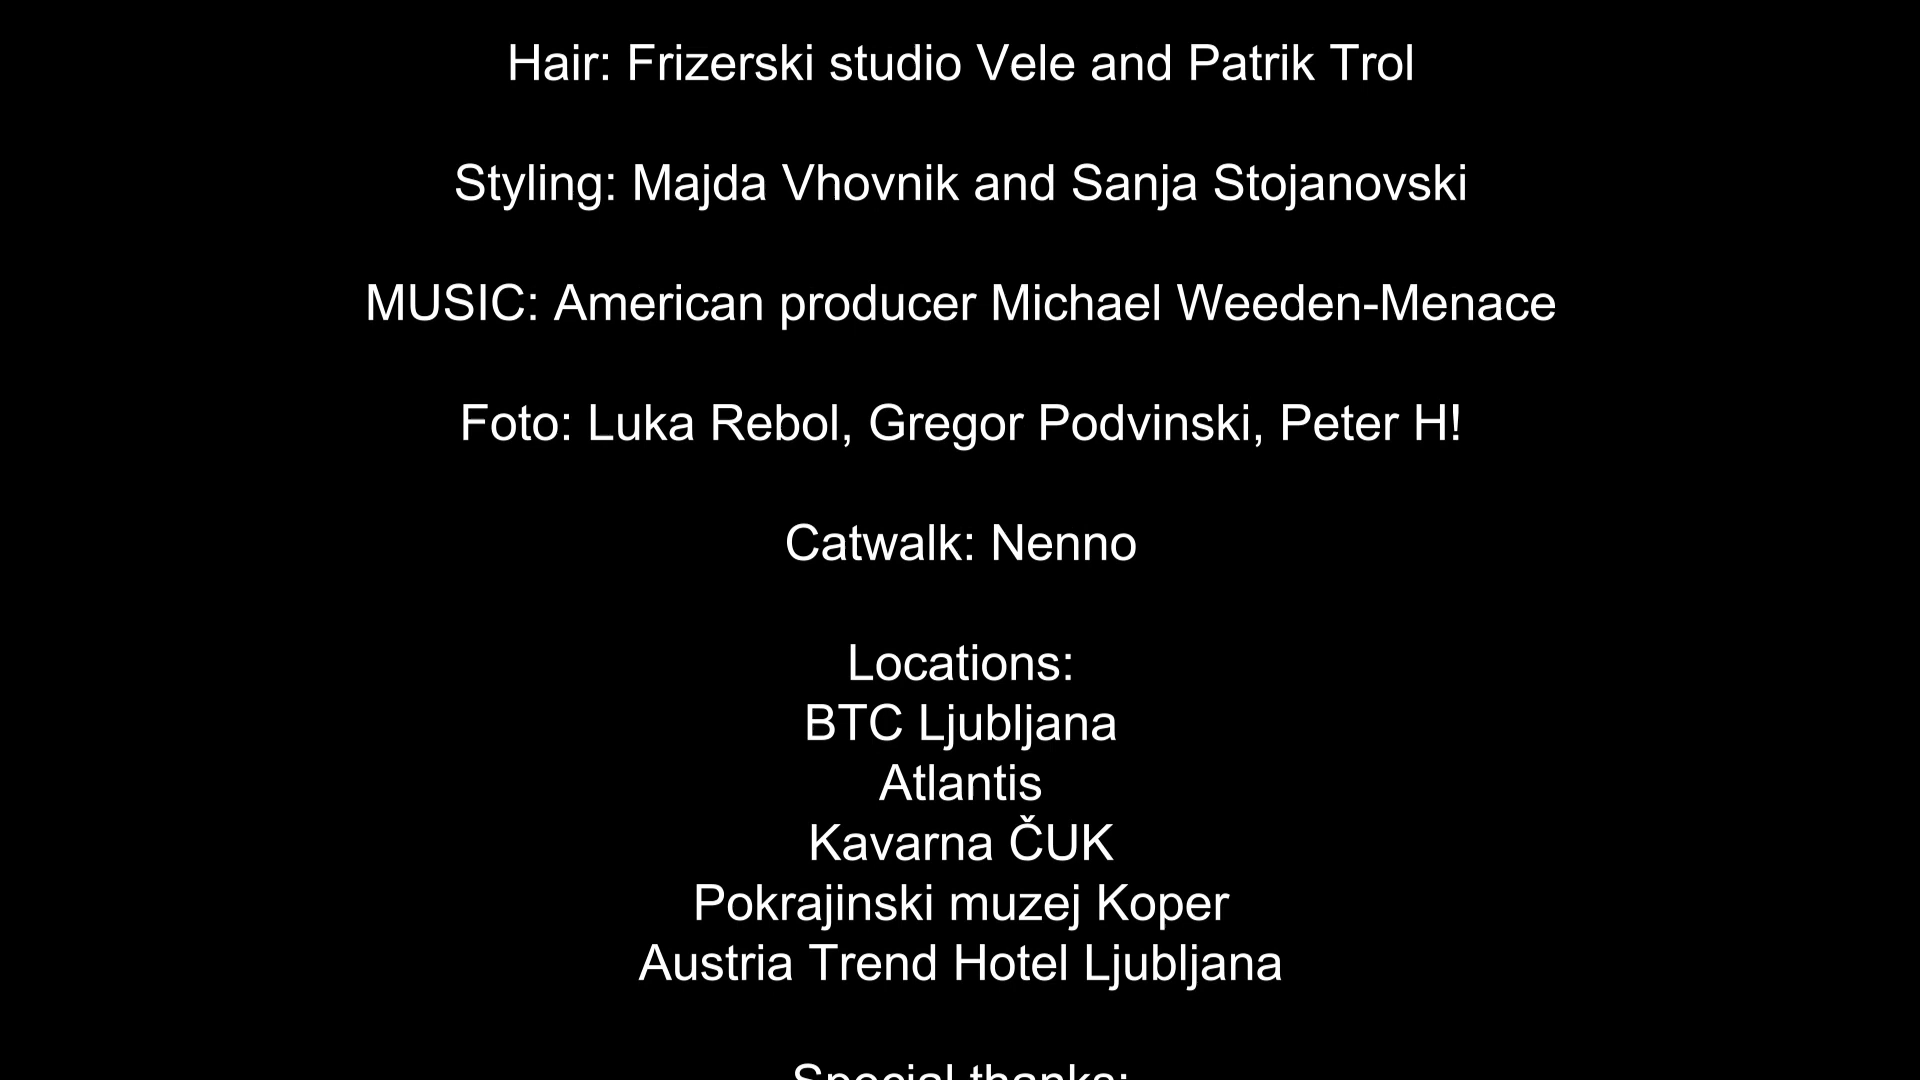 Hair: Frizerski studio Vele and Patrik Trol
Styling: Majda Vhovnik and Sanja Stojanovski
MUSIC: American producer Michael Weeden-Menace
Foto: Luka Rebol, Gregor Podvinski, Peter H!
Catwalk: Nenno
Locations:
BTC Ljubljana
Atlantis
Kavarna ČUK
Pokrajinski muzej Koper
Austria Trend Hotel Ljubljana
Special thanks: